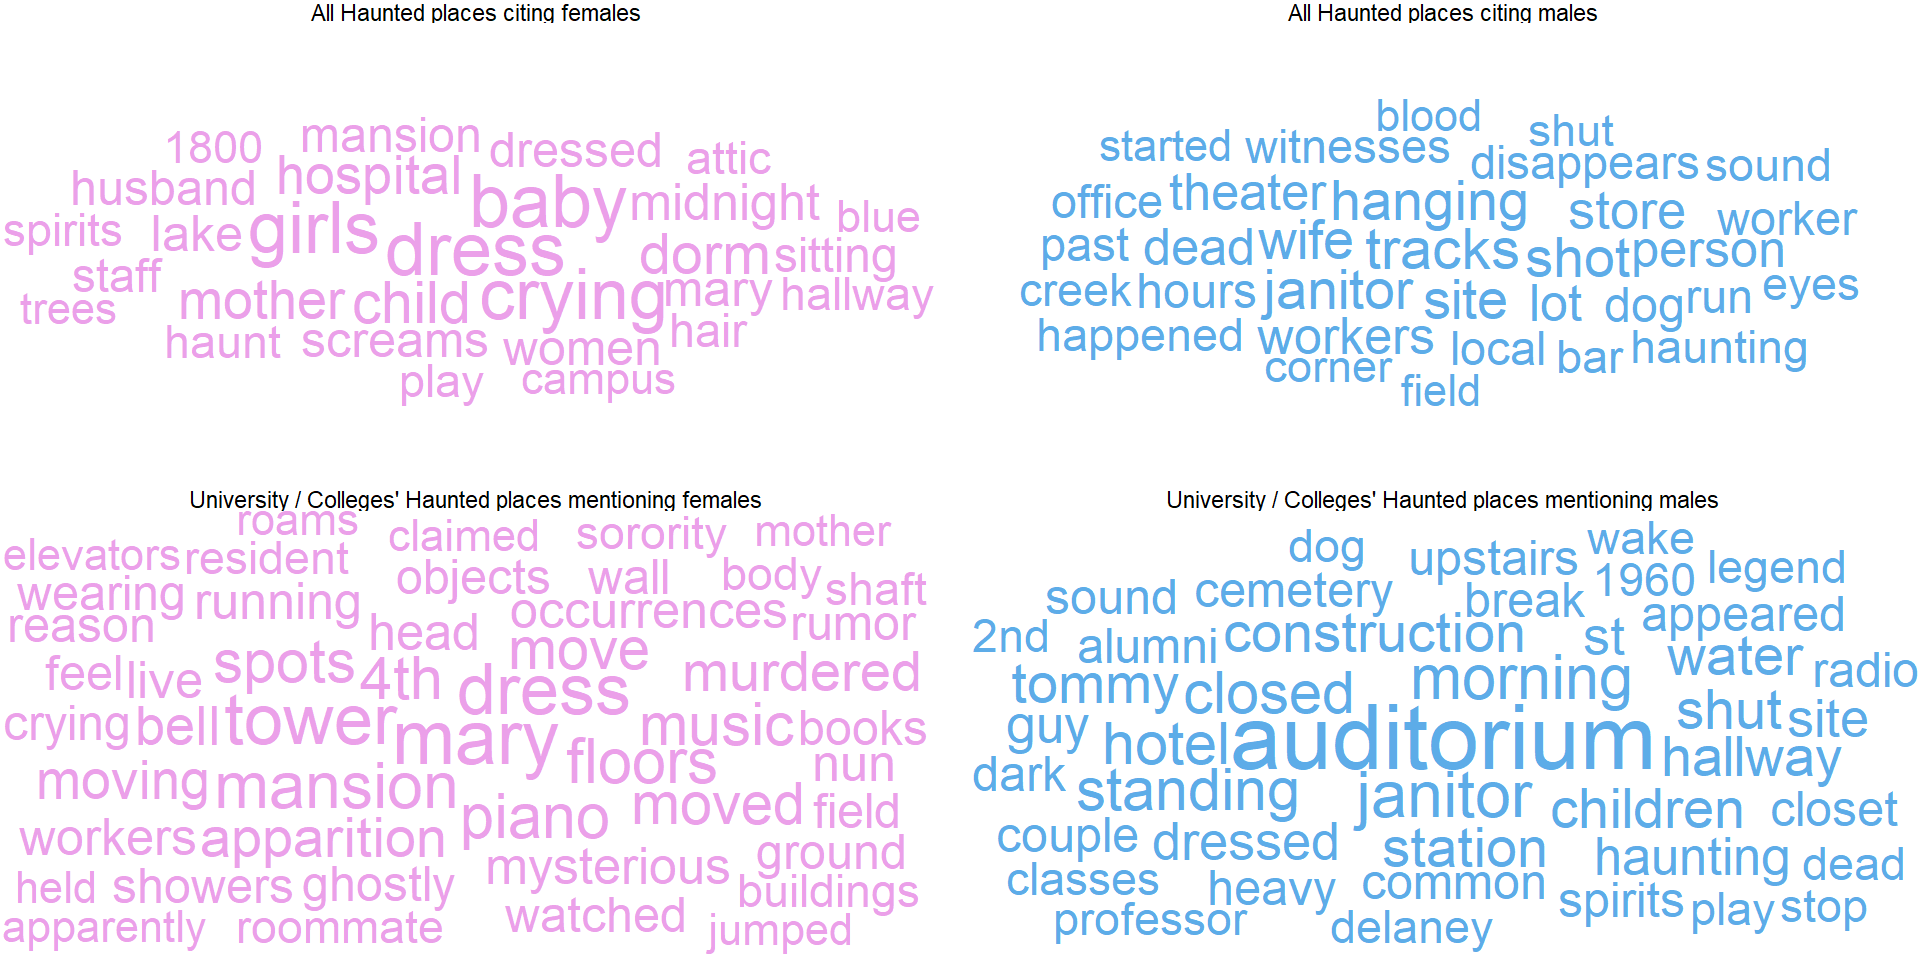 All Haunted places citing females
1800 mansion dressed attic
husband hospital baby midnight blue
spirits lake girls dress dorm sitting
staff mother child crying mary hallway
trees haunt screams women hair
play campus
All Haunted places citing males
blood shut
started witnesses disappears sound
office theater hanging store worker
past dead wife tracks shot person
creek hours janitor site lot dog run eyes
happened workers local bar haunting
corner field
University / Colleges' Haunted places mentioning females
roams claimed sorority mother
elevators resident objects wall body shaft
wearing running occurrences rumor
reason head move
feel live spots 4th dress murdered
crying bell tower mary music books
moving mansion floors nun
piano moved field
workers apparition mysterious ground
held showers ghostly buildings
apparently roommate watched jumped
University / Colleges' Haunted places mentioning males
dog upstairs wake
sound cemetery break 1960 legend
2nd alumni construction st appeared
tommy closed morning water radio
guy hotel auditorium shut site
dark standing janitor hallway
children closet
couple dressed station haunting dead
classes heavy common spirits play stop
professor delaney